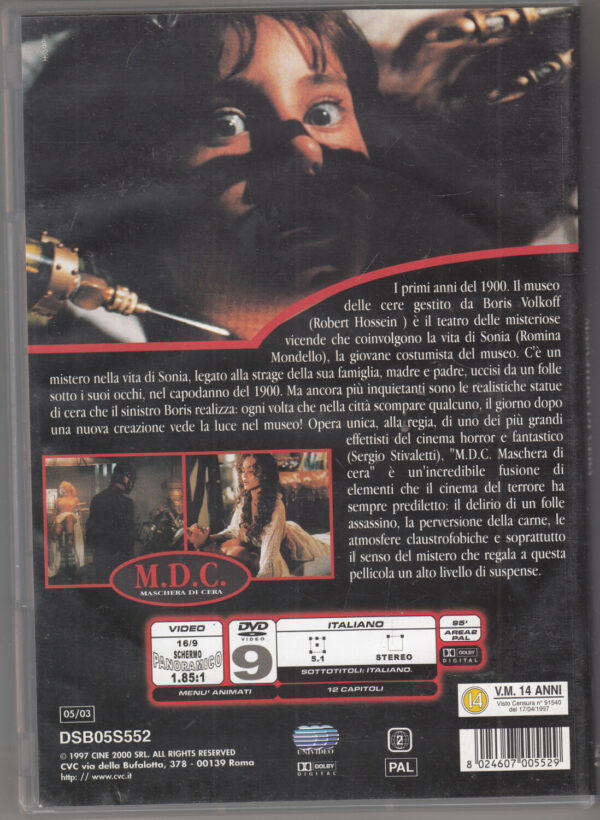 I primi anni del 1900. Il museo
delle cere gestito da Boris Volkoff
(Robert Hossein ) è il teatro delle misteriose
vicende che coinvolgono la vita di Sonia (Romina
Mondello), la giovane costumista del museo. C'è un
mistero nella vita di Sonia, legato alla strage della sua famiglia, madre e padre, uccisi da un folle
sotto i suoi occhi, nel capodanno del 1900. Ma ancora più inquietanti sono le realistiche statue
di cera che il sinistro Boris realizza: ogni volta che nella città scompare qualcuno, il giorno dopo
una nuova creazione vede la luce nel museo! Opera unica, alla regia, di uno dei più grandi
effettisti del cinema horror e fantastico
(Sergio Stivaletti), "M.D.C. Maschera di
cera" è un'incredibile fusione di
elementi che il cinema del terrore ha
sempre prediletto: il delirio di un folle
assassino, la perversione della carne, le
atmosfere claustrofobiche e soprattutto
il senso del mistero che regala a questa
pellicola un alto livello di suspense.
M.D.C.
MASCHERA DI CERA
VIDEO
16/9
SCHERMO
PANORAMICO
1.85:1
MENU' ANIMATI
DVD
VIDEO
9
ITALIANO
5.1
STEREO
SOTTOTITOLI: ITALIANO.
12 CAPITOLI
95'
AREA2
PAL
DOLBY
DIGITAL
14
V.M. 14 ANNI
Visto Censura n° 91540
del 17/04/1997
05/03
DSB05S552
© 1997 CINE 2000 SRL. ALL RIGHTS RESERVED
CVC via della Bufalotta, 378 - 00139 Roma
http:// www.cvc.it
UNIVIDEO
DOLBY
DIGITAL
2
PAL
8 024607 005529